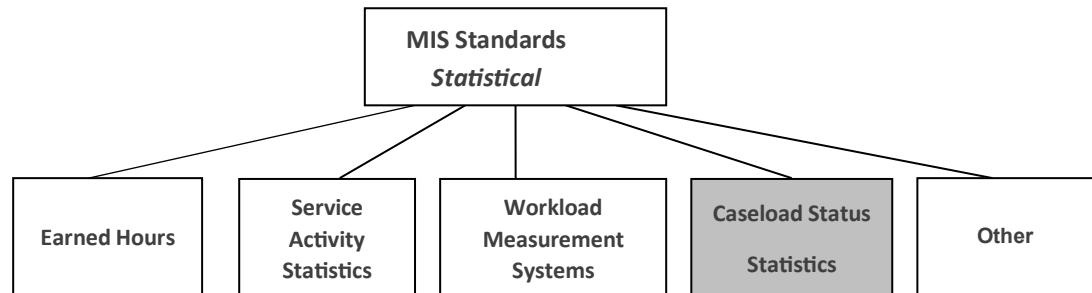 MIS Standards
Statistical
Earned Hours
Service
Activity
Statistics
Workload
Measurement
Systems
Caseload Status
Statistics
Other